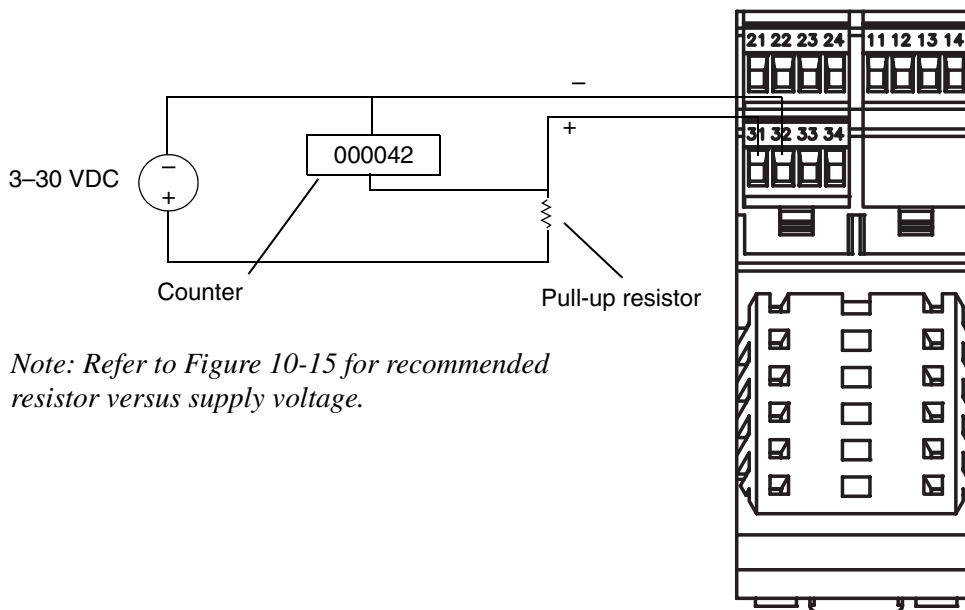 21 22 23 24 11 12 13 14
–
+
31 32 33 34
000042
3–30 VDC
–
+
Counter
Pull-up resistor
Note: Refer to Figure 10-15 for recommended
resistor versus supply voltage.